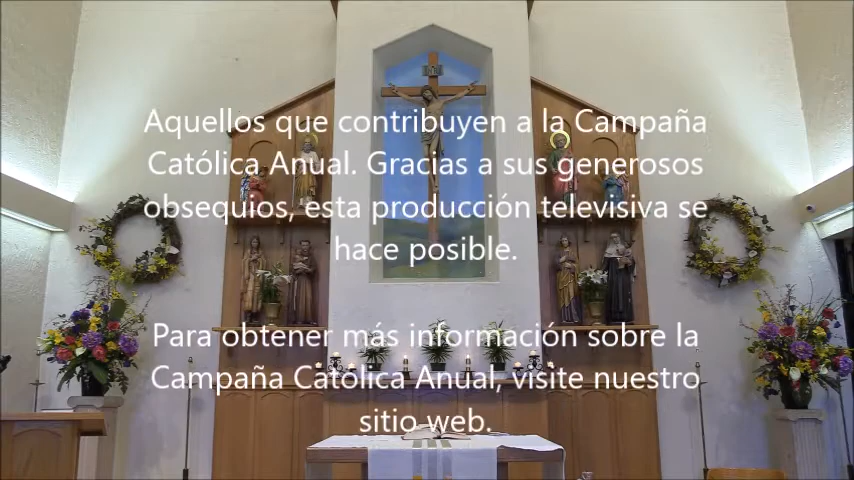 Aquellos que contribuyen a la Campaña
Católica Anual. Gracias a sus generosos
obsequios, esta producción televisiva se
hace posible.
Para obtener más información sobre la
Campaña Católica Anual, visite nuestro
sitio web.